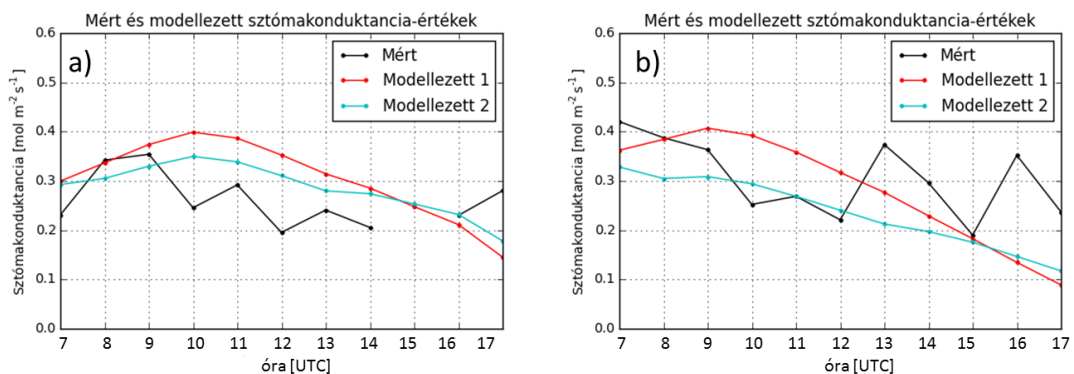 Mért és modellezett sztómakonduktancia-értékek
a)
Mért
Modellezett 1
Modellezett 2
Sztómakonduktancia [mol m⁻² s⁻¹]
0.6
0.5
0.4
0.3
0.2
0.1
0.0
7 8 9 10 11 12 13 14 15 16 17
óra [UTC]
Mért és modellezett sztómakonduktancia-értékek
b)
Mért
Modellezett 1
Modellezett 2
Sztómakonduktancia [mol m⁻² s⁻¹]
0.6
0.5
0.4
0.3
0.2
0.1
0.0
7 8 9 10 11 12 13 14 15 16 17
óra [UTC]